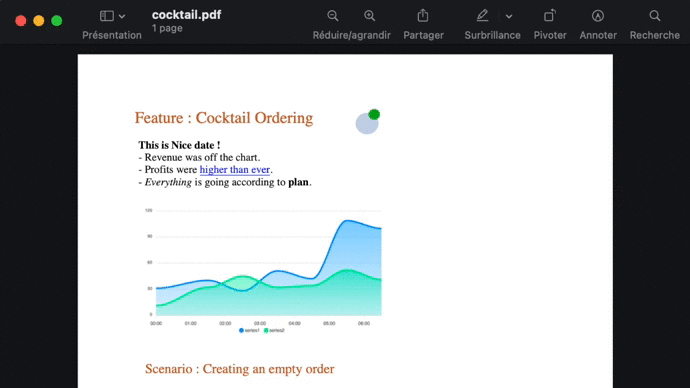 cocktail.pdf
1 page
Présentation
Réduire/agrandir
Partager
Surbrillance
Pivoter
Annoter
Recherche
Feature : Cocktail Ordering
This is Nice date !
- Revenue was off the chart.
- Profits were higher than ever.
- Everything is going according to plan.
120
90
60
30
0
00:00 01:00 02:00 03:00 04:00 05:00 06:00
series1 series2
Scenario : Creating an empty order